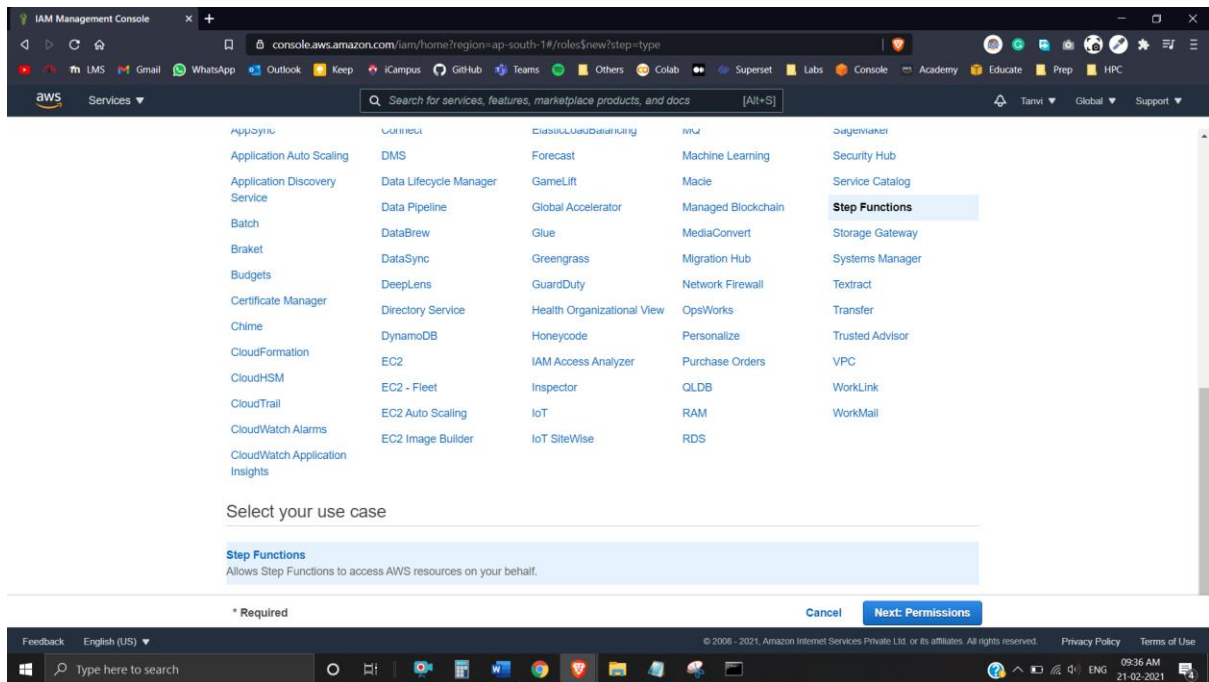 IAM Management Console
console.aws.amazon.com/iam/home?region=ap-south-1#/roles$new?step=type
LMS Gmail WhatsApp Outlook Keep iCampus GitHub Teams Others Colab Superset Labs Console Academy Educate Prep HPC
aws Services Search for services, features, marketplace products, and docs [Alt+S] Tanvi Global Support
AppSync Connect ElasticLoadBalancing MQ SageMaker
Application Auto Scaling DMS Forecast Machine Learning Security Hub
Application Discovery Data Lifecycle Manager GameLift Macie Service Catalog
Service
Data Pipeline Global Accelerator Managed Blockchain Step Functions
Batch
DataBrew Glue MediaConvert Storage Gateway
Braket
DataSync Greengrass Migration Hub Systems Manager
Budgets
DeepLens GuardDuty Network Firewall Textract
Certificate Manager
Directory Service Health Organizational View OpsWorks Transfer
Chime
DynamoDB Honeycode Personalize Trusted Advisor
CloudFormation
EC2 IAM Access Analyzer Purchase Orders VPC
CloudHSM
EC2 - Fleet Inspector QLDB WorkLink
CloudTrail
EC2 Auto Scaling IoT RAM WorkMail
CloudWatch Alarms
EC2 Image Builder IoT SiteWise RDS
CloudWatch Application
Insights
Select your use case
Step Functions
Allows Step Functions to access AWS resources on your behalf.
* Required Cancel Next: Permissions
Feedback English (US) © 2008 - 2021, Amazon Internet Services Private Ltd. or its affiliates. All rights reserved. Privacy Policy Terms of Use
Type here to search ENG 09:36 AM
21-02-2021